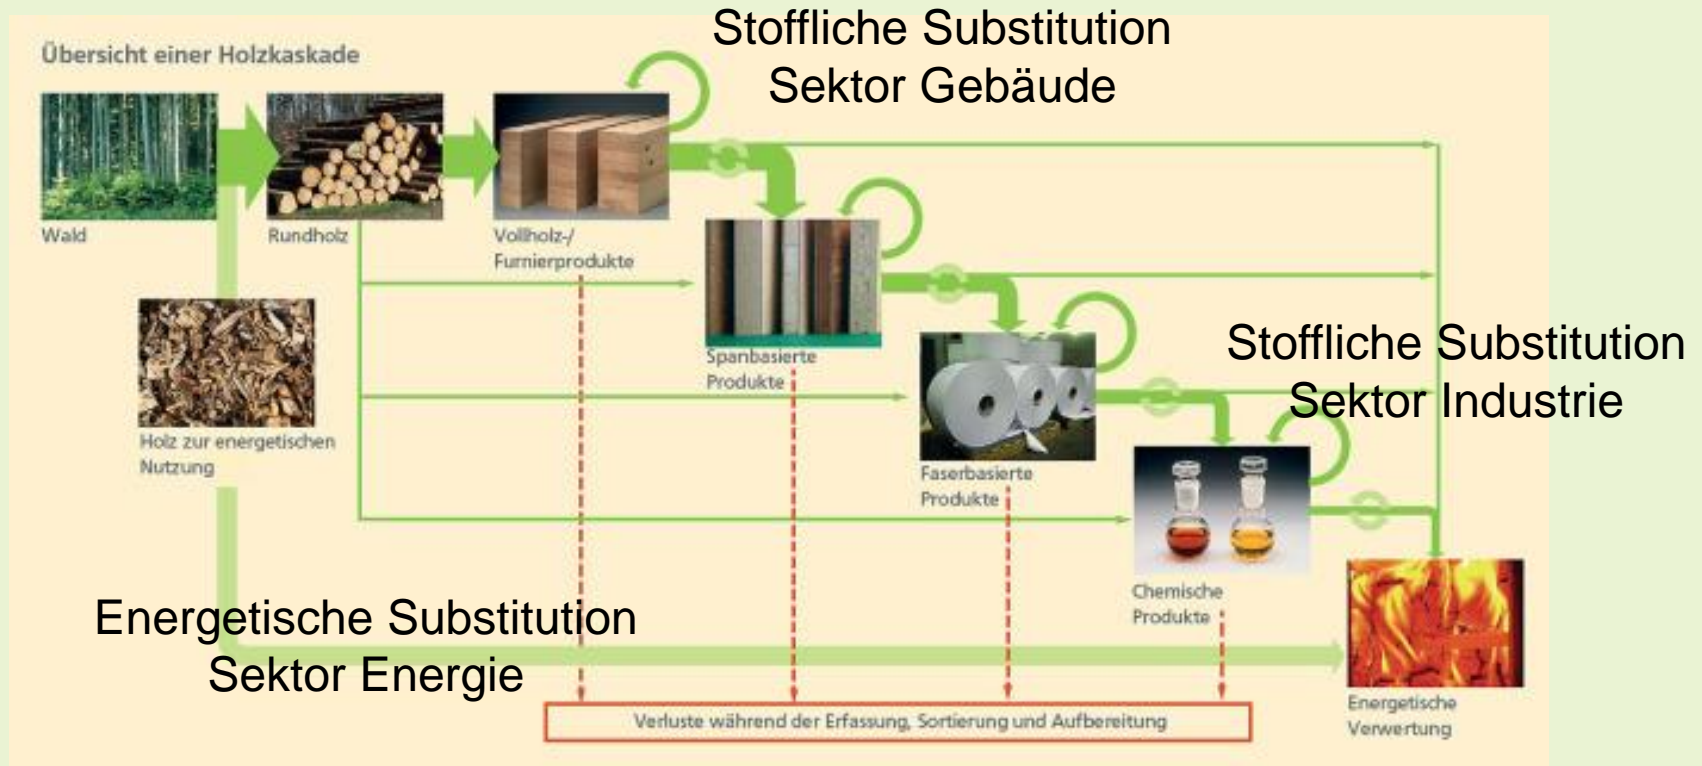 Stoffliche Substitution
Sektor Gebäude
Übersicht einer Holzkaskade
Wald
Rundholz
Vollholz-/
Furnierprodukte
Spanbasierte
Produkte
Stoffliche Substitution
Sektor Industrie
Holz zur energetischen
Nutzung
Faserbasierte
Produkte
Chemische
Produkte
Energetische Substitution
Sektor Energie
Energetische
Verwertung
Verluste während der Erfassung, Sortierung und Aufbereitung